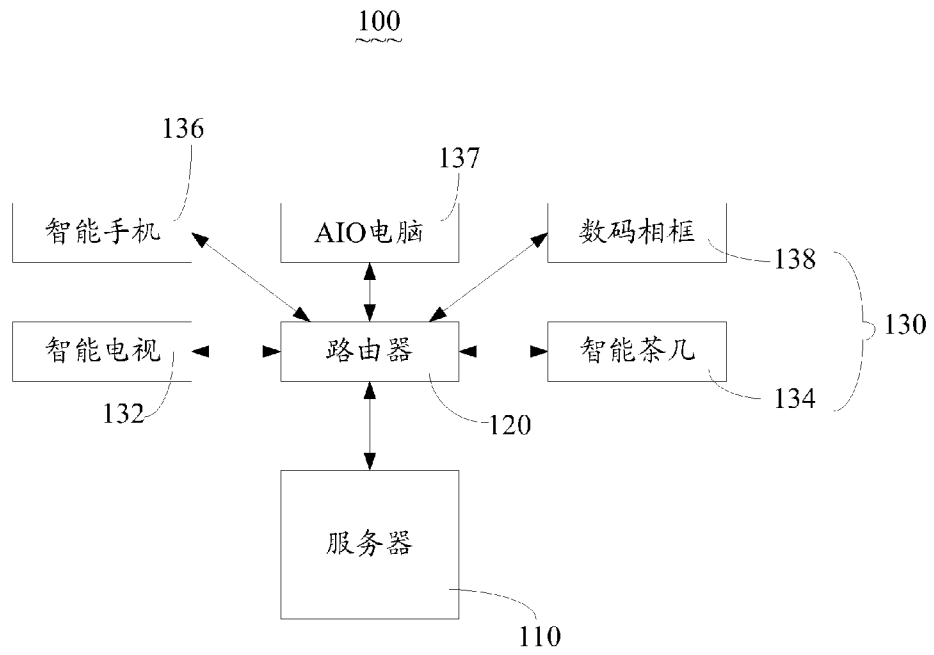 100
136
137
智能手机
AIO电脑
数码相框
138
130
智能电视
路由器
智能茶几
132
120
134
服务器
110